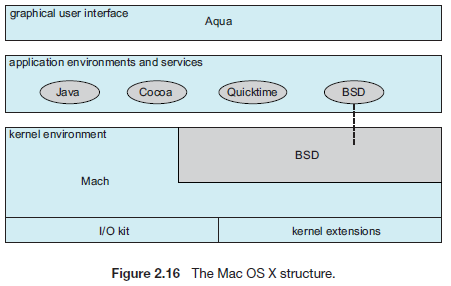 graphical user interface
Aqua
application environments and services
Java Cocoa Quicktime BSD
kernel environment
BSD
Mach
I/O kit kernel extensions
Figure 2.16 The Mac OS X structure.